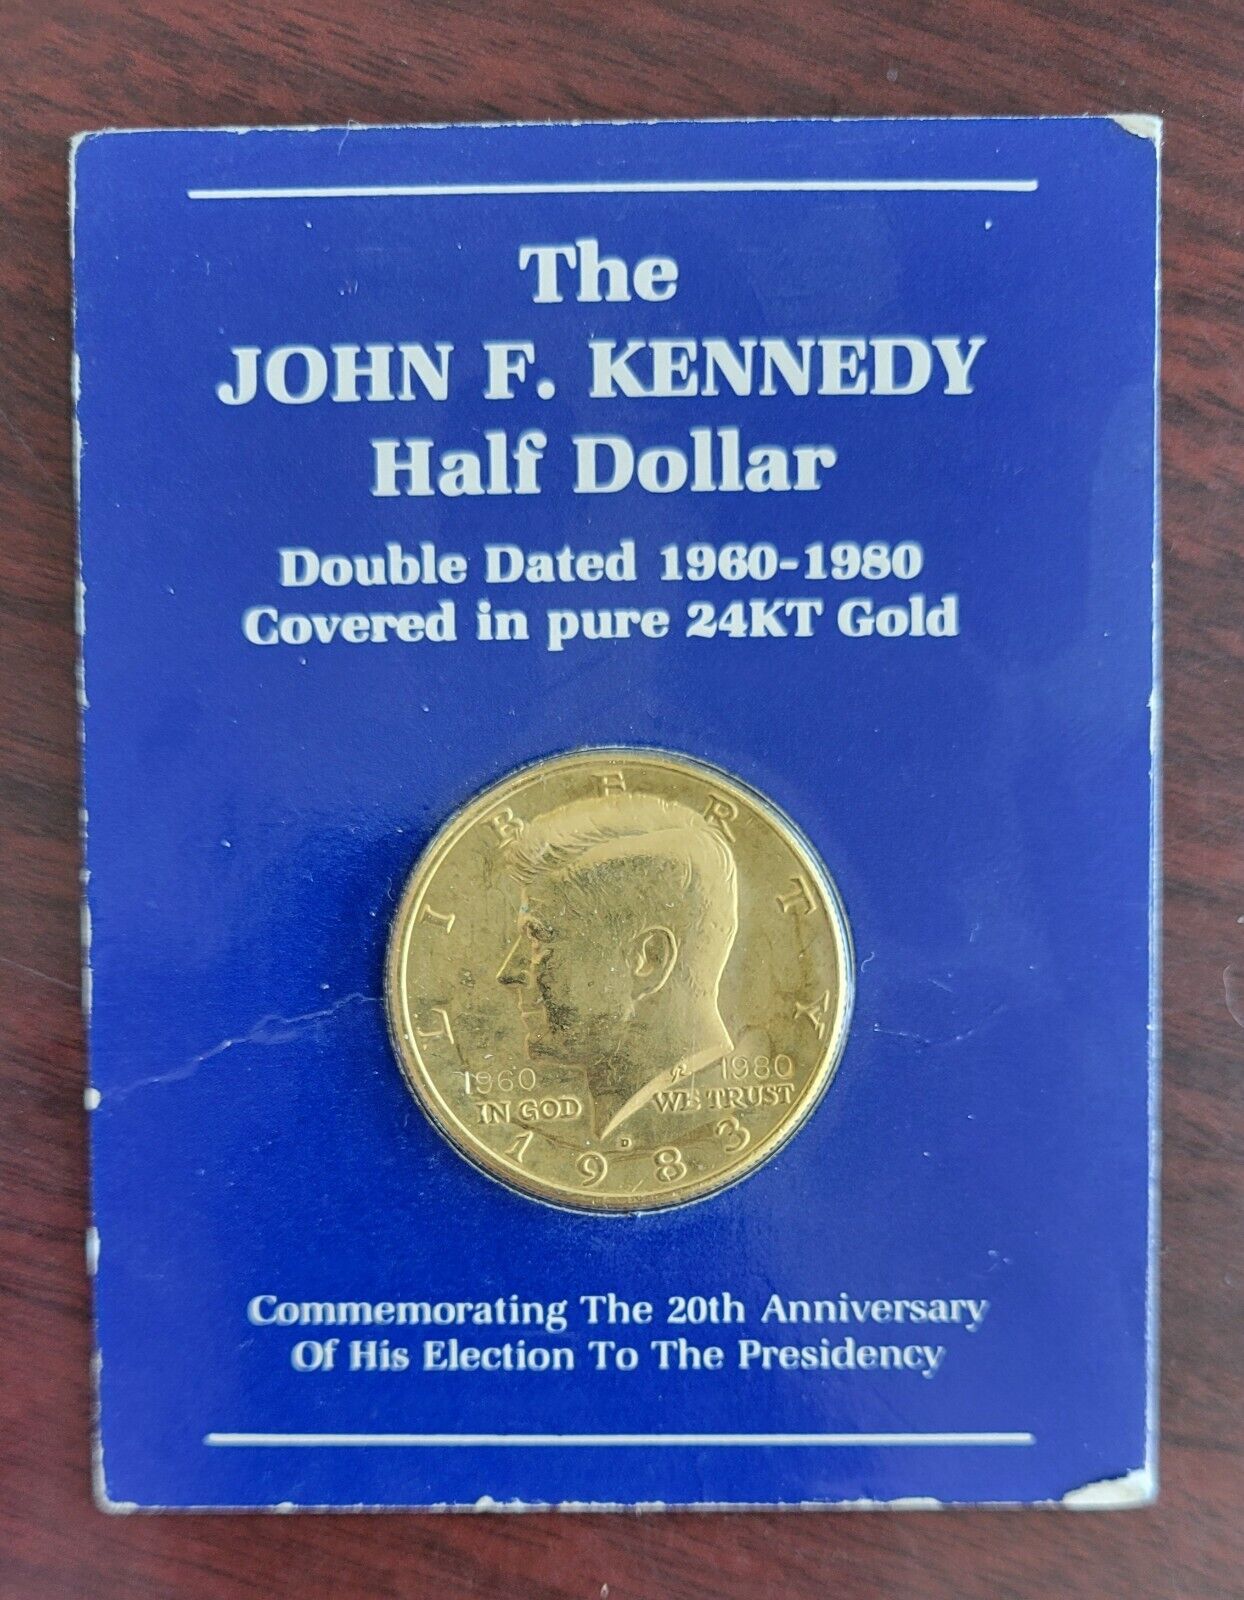 The
JOHN F. KENNEDY
Half Dollar
Double Dated 1960-1980
Covered in pure 24KT Gold
LIBERTY
1960 1980
IN GOD WE TRUST
D
1983
Commemorating The 20th Anniversary
Of His Election To The Presidency